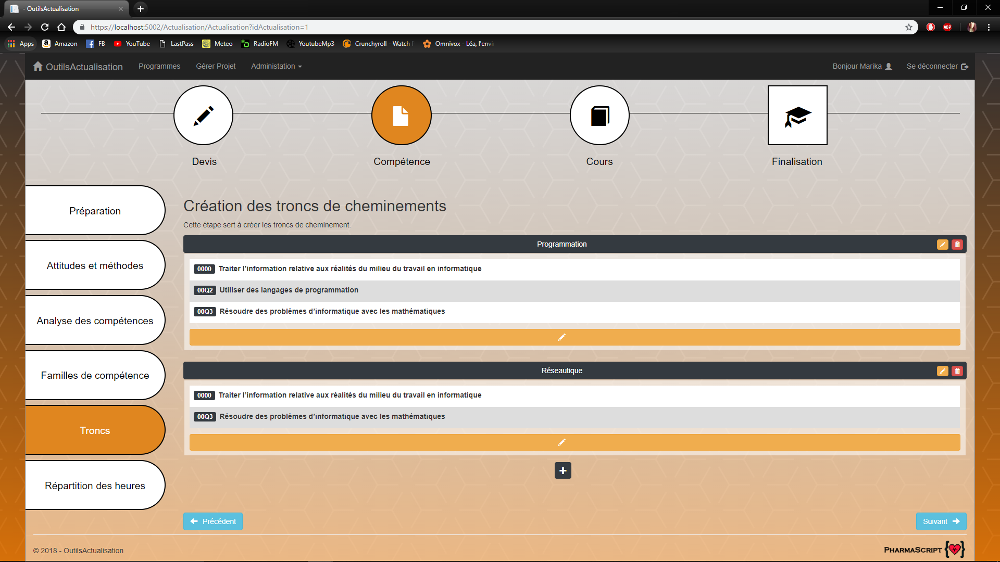 - OutilsActualisation
https://localhost:5002/Actualisation/Actualisation?idActualisation=1
Apps Amazon FB YouTube LastPass Meteo RadioFM YoutubeMp3 Crunchyroll - Watch Omnivox - Léa, l'envi
OutilsActualisation Programmes Gérer Projet Administation Bonjour Marika Se déconnecter
Devis Compétence Cours Finalisation
Préparation
Attitudes et méthodes
Analyse des compétences
Familles de compétence
Troncs
Répartition des heures
Création des troncs de cheminements
Cette étape sert à créer les troncs de cheminement.
Programmation
0000 Traiter l’information relative aux réalités du milieu du travail en informatique
00Q2 Utiliser des langages de programmation
00Q3 Résoudre des problèmes d’informatique avec les mathématiques
Réseautique
0000 Traiter l’information relative aux réalités du milieu du travail en informatique
00Q3 Résoudre des problèmes d’informatique avec les mathématiques
Précédent Suivant
© 2018 - OutilsActualisation
PHARMASCRIPT